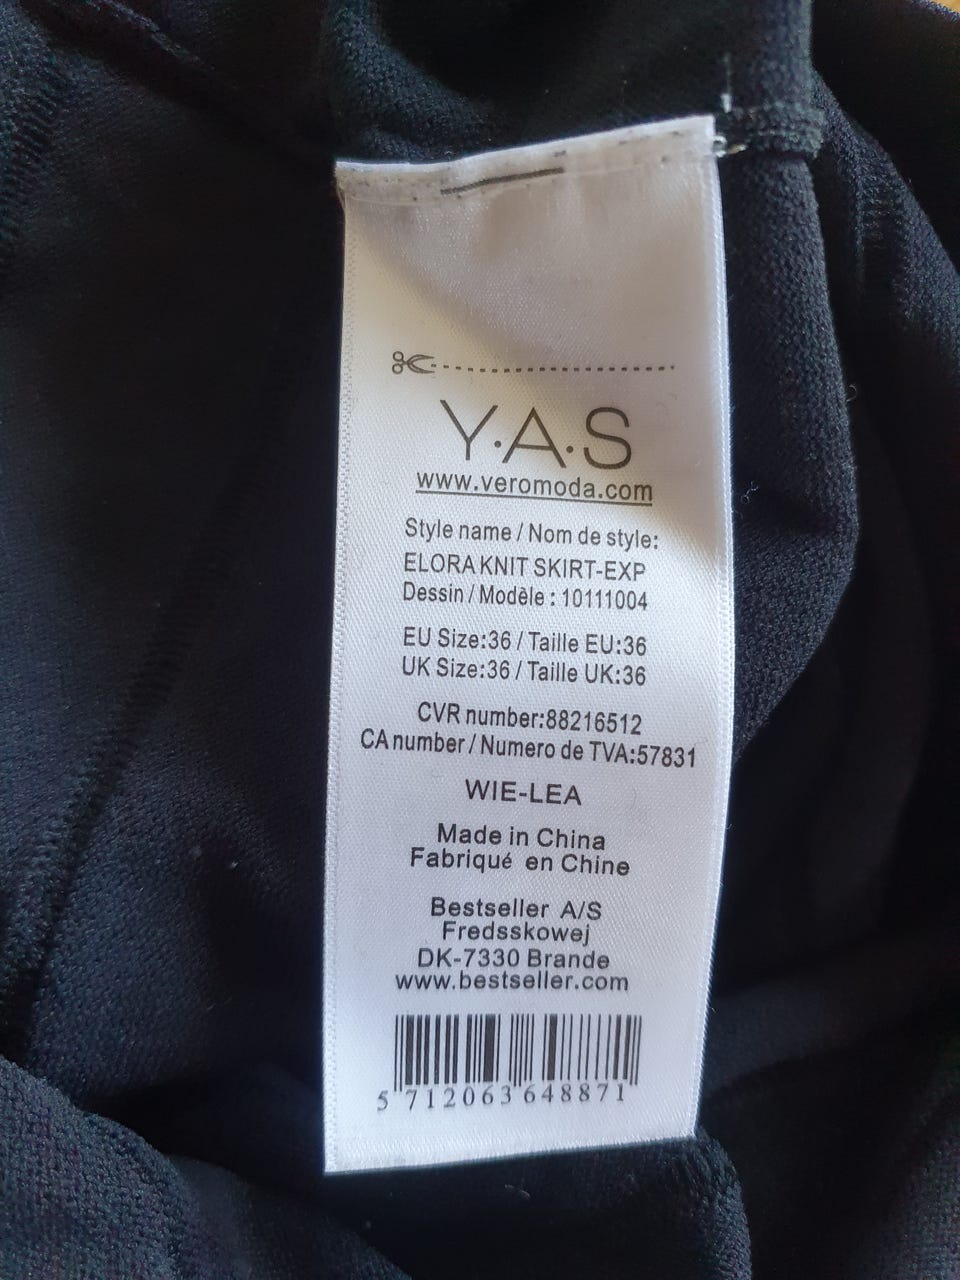 Y.A.S
www.veromoda.com
Style name / Nom de style:
ELORA KNIT SKIRT-EXP
Dessin / Modèle : 10111004
EU Size:36 / Taille EU:36
UK Size:36 / Taille UK:36
CVR number:88216512
CA number / Numero de TVA:57831
WIE-LEA
Made in China
Fabriqué en Chine
Bestseller A/S
Fredsskowej
DK-7330 Brande
www.bestseller.com
5 712063 648871